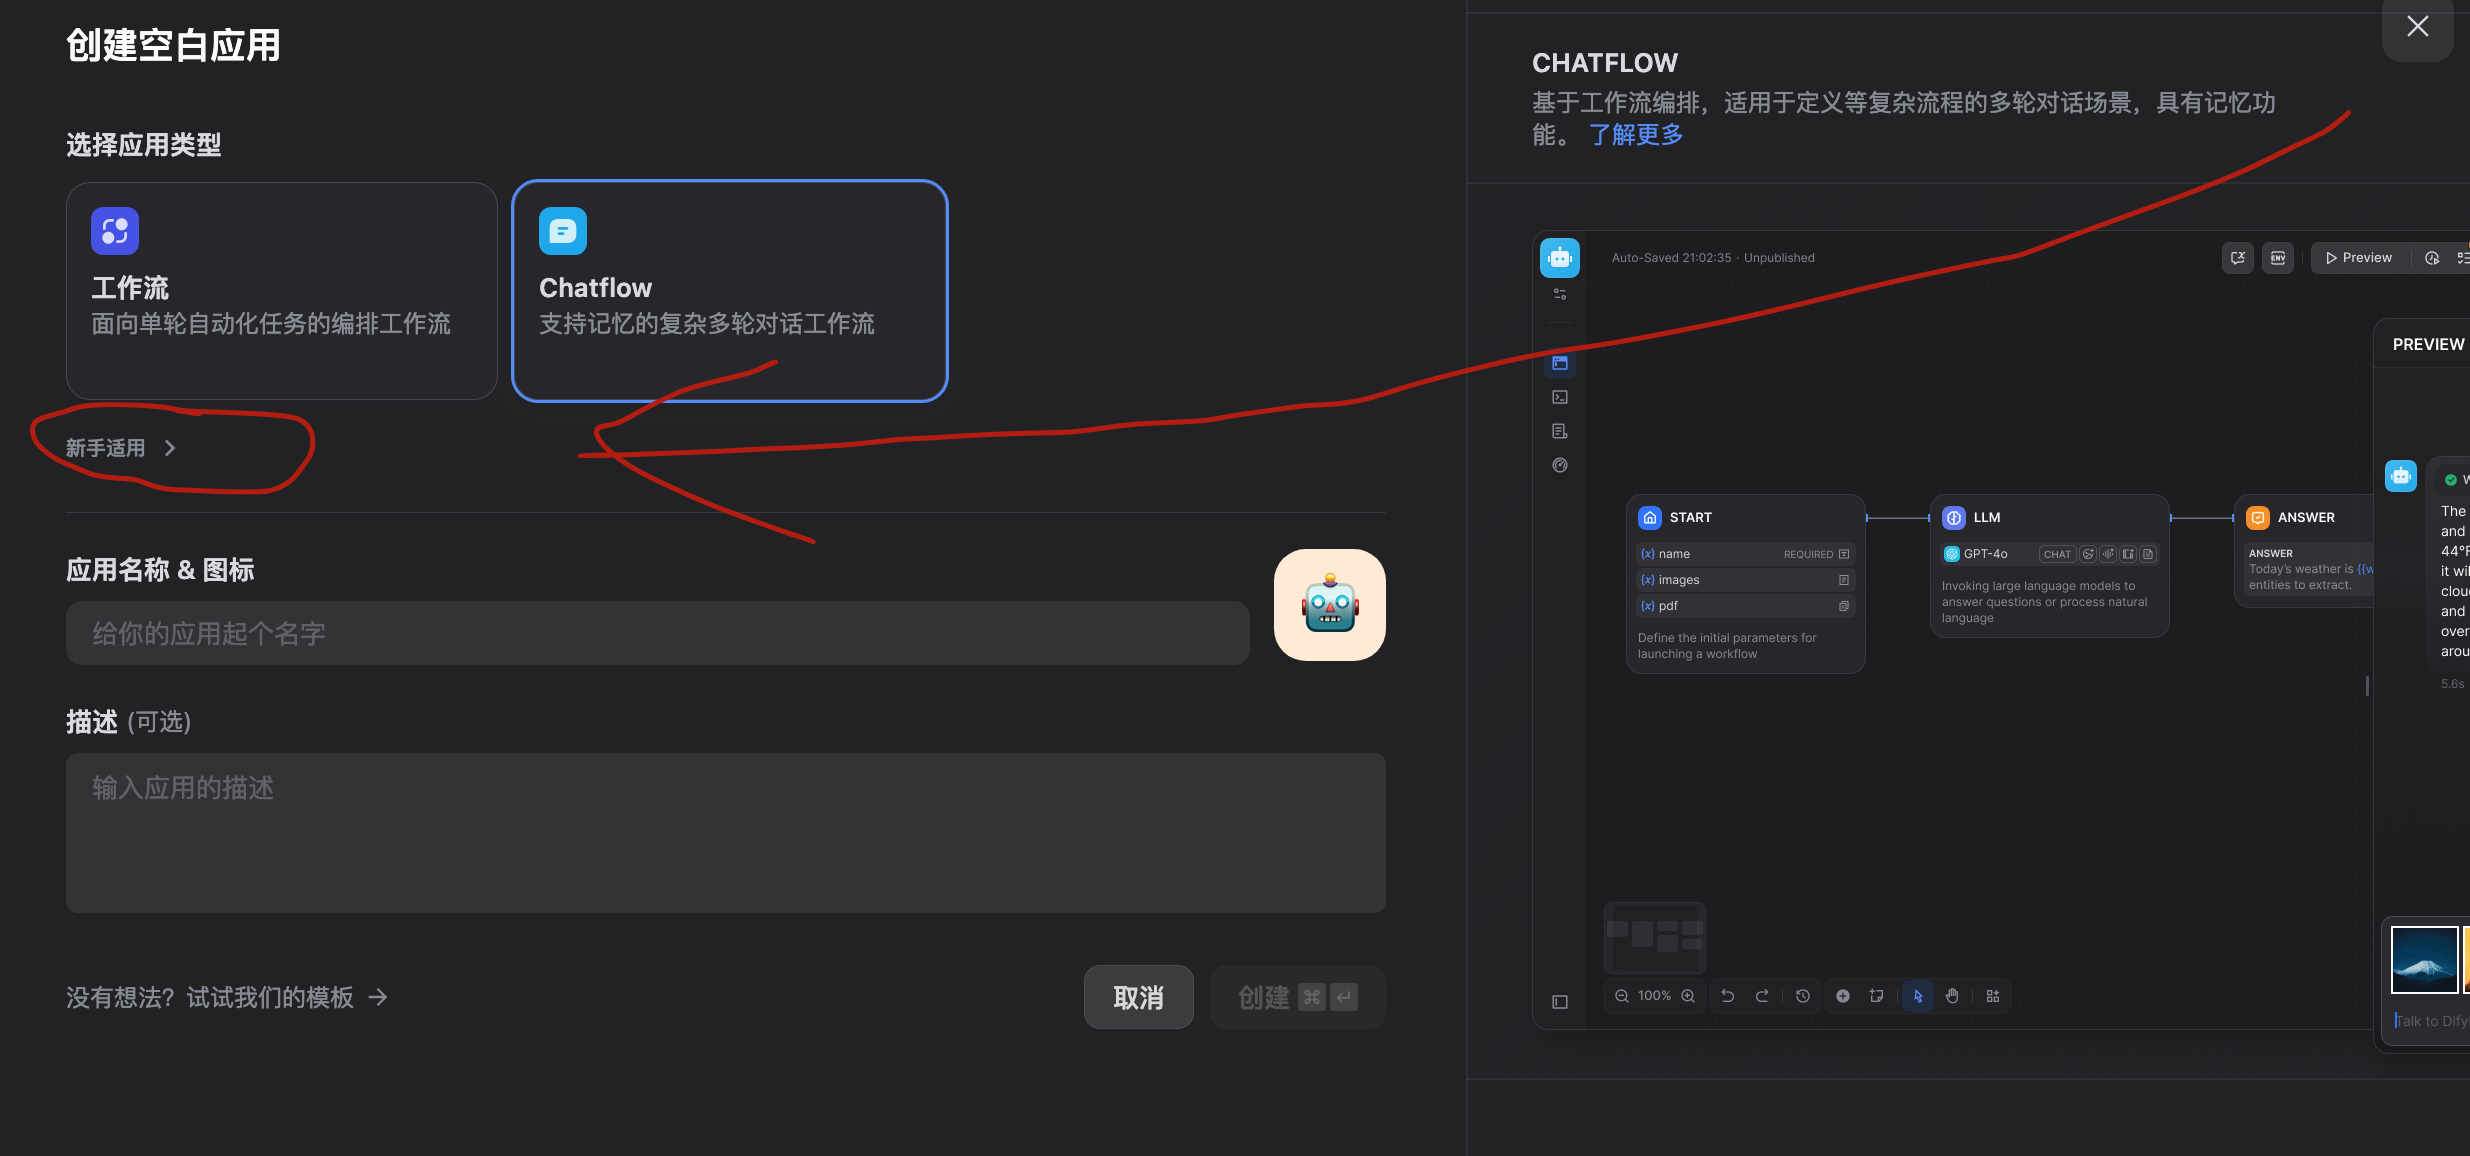 创建空白应用
选择应用类型
工作流
面向单轮自动化任务的编排工作流
Chatflow
支持记忆的复杂多轮对话工作流
新手适用
应用名称 & 图标
给你的应用起个名字
描述 (可选)
输入应用的描述
没有想法？试试我们的模板
取消
创建
CHATFLOW
基于工作流编排，适用于定义等复杂流程的多轮对话场景，具有记忆功
能。 了解更多
Auto-Saved 21:02:35 · Unpublished
ENV
Preview
START
{x} name REQUIRED
{x} images
{x} pdf
Define the initial parameters for
launching a workflow
LLM
GPT-4o CHAT
Invoking large language models to
answer questions or process natural
language
ANSWER
ANSWER
Today's weather is {{w
entities to extract.
PREVIEW
W
The
and
44°F
it wil
clou
and
over
arou
5.6s
Talk to Dify
100%